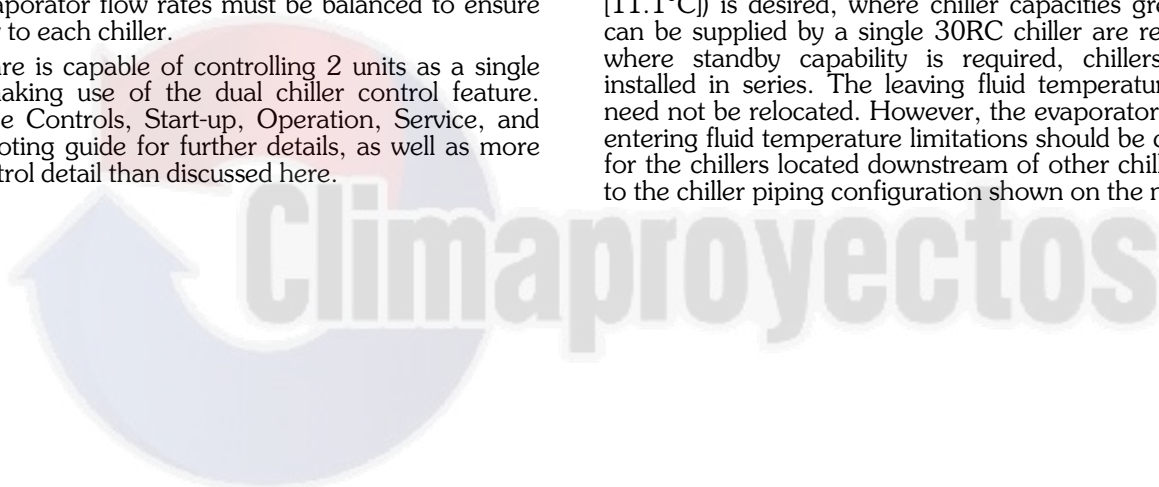 aporator flow rates must be balanced to ensure
to each chiller.
are is capable of controlling 2 units as a single
aking use of the dual chiller control feature.
e Controls, Start-up, Operation, Service, and
oting guide for further details, as well as more
trol detail than discussed here.
[11.1°C]) is desired, where chiller capacities gre
can be supplied by a single 30RC chiller are re
where standby capability is required, chillers
installed in series. The leaving fluid temperatur
need not be relocated. However, the evaporator
entering fluid temperature limitations should be c
for the chillers located downstream of other chill
to the chiller piping configuration shown on the n
Climaproyectos